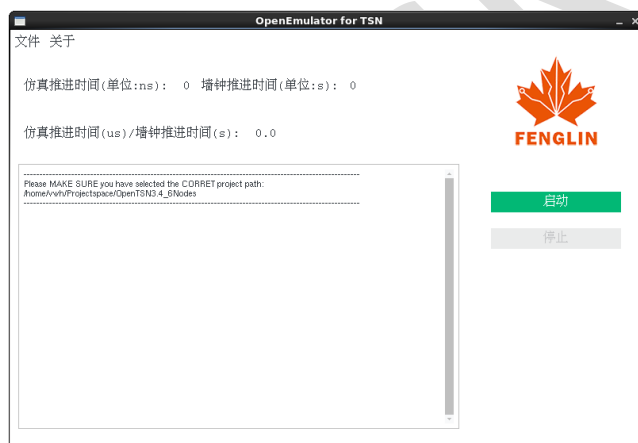 OpenEmulator for TSN
文件 关于
仿真推进时间(单位:ns): 0 墙钟推进时间(单位:s): 0
仿真推进时间(us)/墙钟推进时间(s): 0.0
FENGLIN
Please MAKE SURE you have selected the CORRET project path:
/home/vwh/Projectspace/OpenTSN3.4_6Nodes
启动
停止